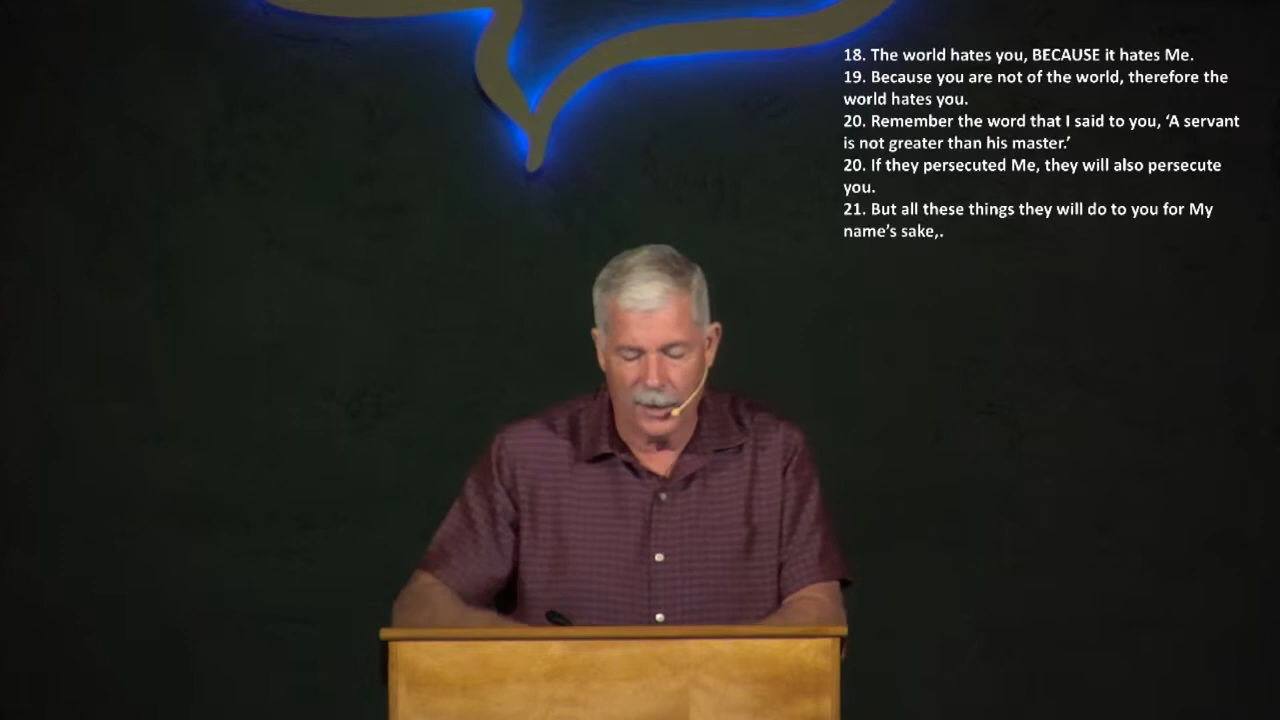 18. The world hates you, BECAUSE it hates Me.
19. Because you are not of the world, therefore the
world hates you.
20. Remember the word that I said to you, ‘A servant
is not greater than his master.’
20. If they persecuted Me, they will also persecute
you.
21. But all these things they will do to you for My
name’s sake,.